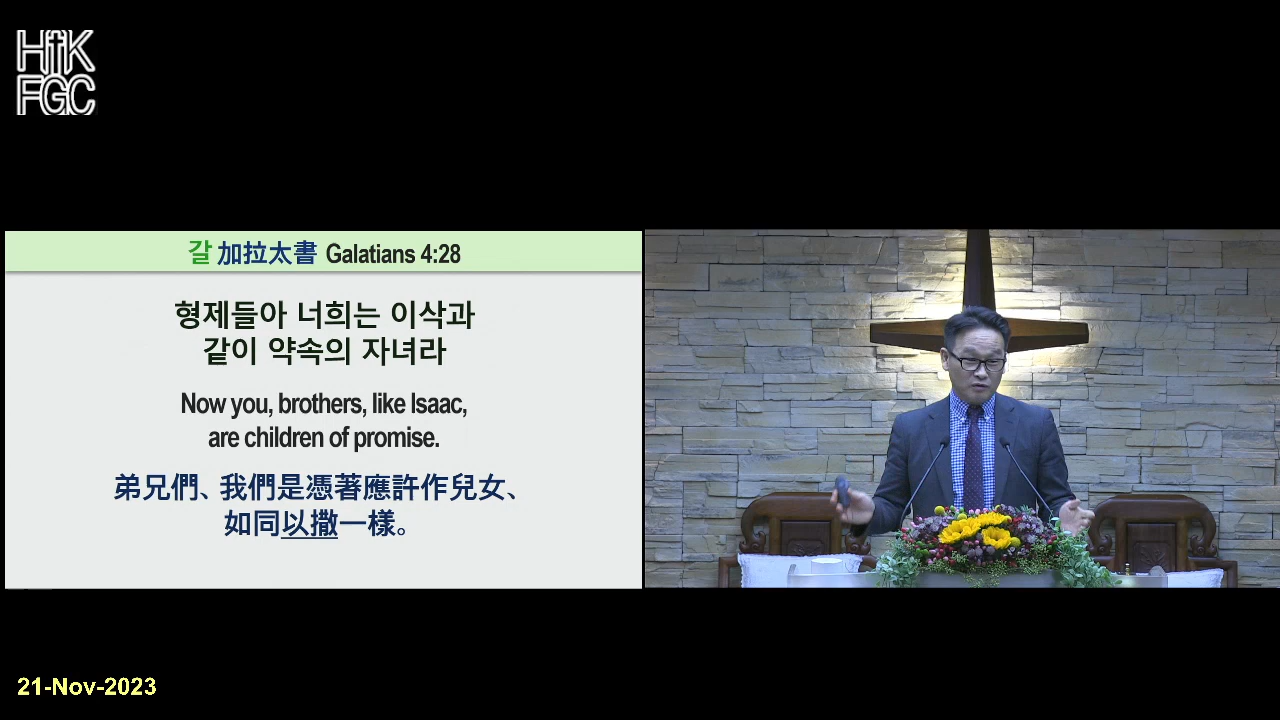 HfK
FGC
갈 加拉太書 Galatians 4:28
형제들아 너희는 이삭과
같이 약속의 자녀라
Now you, brothers, like Isaac,
are children of promise.
弟兄們、我們是憑著應許作兒女、
如同以撒一樣。
21-Nov-2023